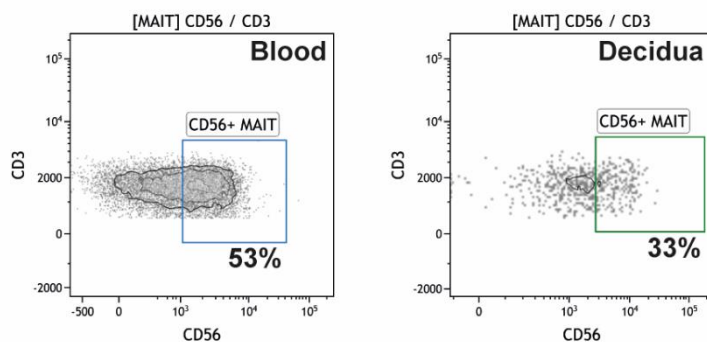 [MAIT] CD56 / CD3
Blood
CD56+ MAIT
53%
10⁵
10⁴
2000
0
-2000
CD3
-500 0 10³ 10⁴ 10⁵
CD56
[MAIT] CD56 / CD3
Decidua
CD56+ MAIT
33%
10⁵
10⁴
2000
0
-2000
CD3
0 10³ 10⁴ 10⁵
CD56